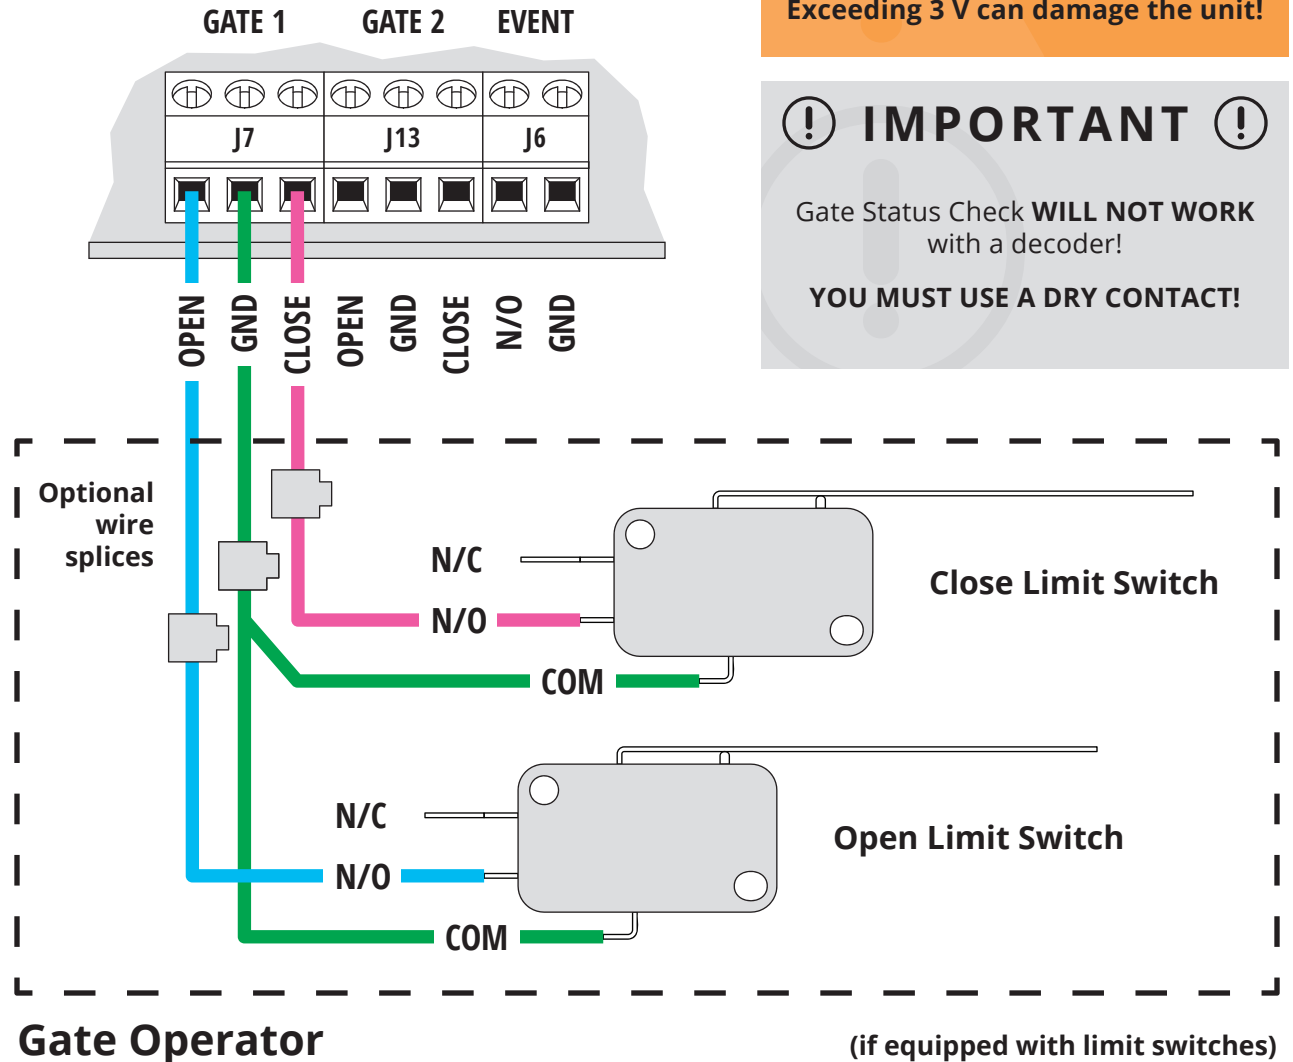 GATE 1 GATE 2 EVENT
Exceeding 3 V can damage the unit!
J7 J13 J6
IMPORTANT
Gate Status Check WILL NOT WORK
with a decoder!
YOU MUST USE A DRY CONTACT!
OPEN GND CLOSE OPEN GND CLOSE N/O GND
Optional
wire
splices
N/C
N/O
COM
Close Limit Switch
N/C
N/O
COM
Open Limit Switch
Gate Operator
(if equipped with limit switches)